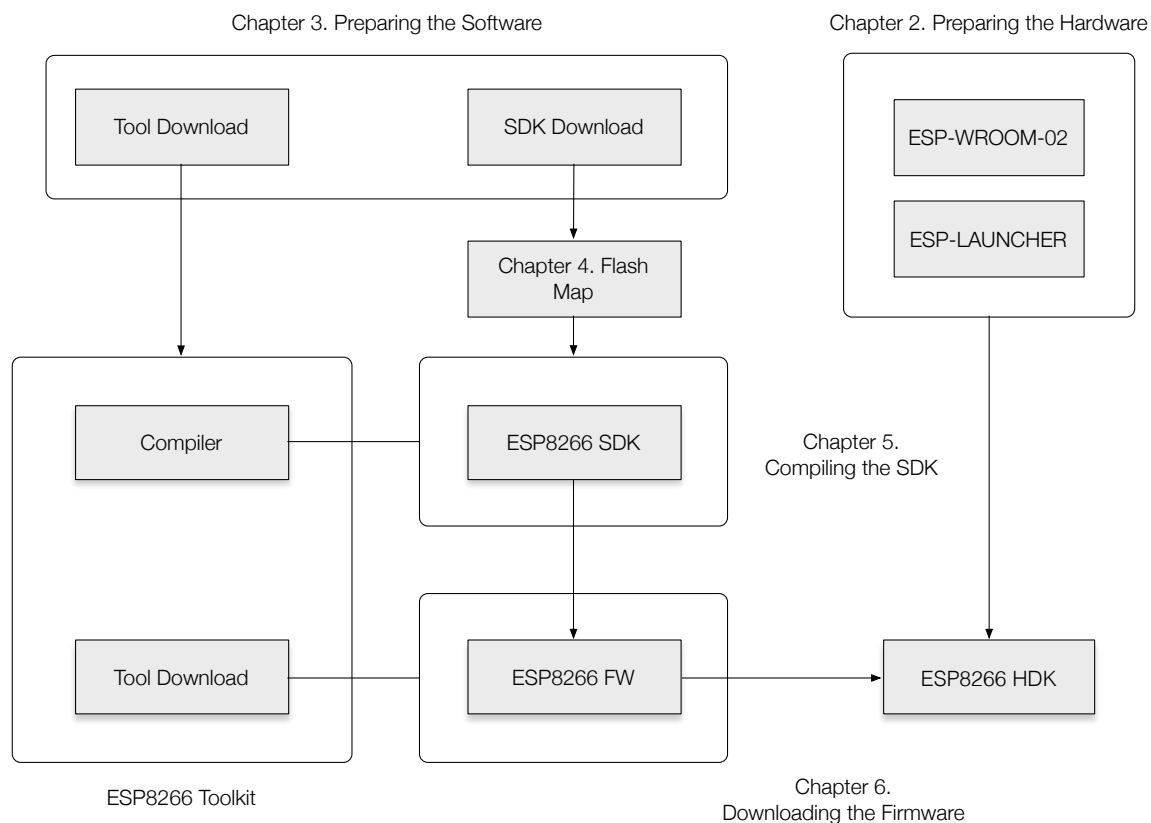 Chapter 3. Preparing the Software
Chapter 2. Preparing the Hardware
Tool Download
SDK Download
ESP-WROOM-02
ESP-LAUNCHER
Chapter 4. Flash
Map
Compiler
ESP8266 SDK
Chapter 5.
Compiling the SDK
Tool Download
ESP8266 FW
ESP8266 HDK
ESP8266 Toolkit
Chapter 6.
Downloading the Firmware